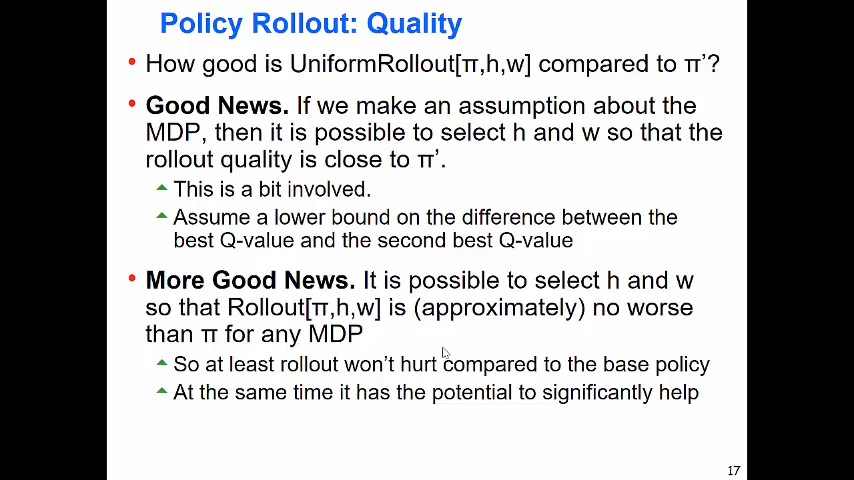 Policy Rollout: Quality
• How good is UniformRollout[π,h,w] compared to π’?
• Good News. If we make an assumption about the
MDP, then it is possible to select h and w so that the
rollout quality is close to π’.
This is a bit involved.
Assume a lower bound on the difference between the
best Q-value and the second best Q-value
• More Good News. It is possible to select h and w
so that Rollout[π,h,w] is (approximately) no worse
than π for any MDP
So at least rollout won’t hurt compared to the base policy
At the same time it has the potential to significantly help
17